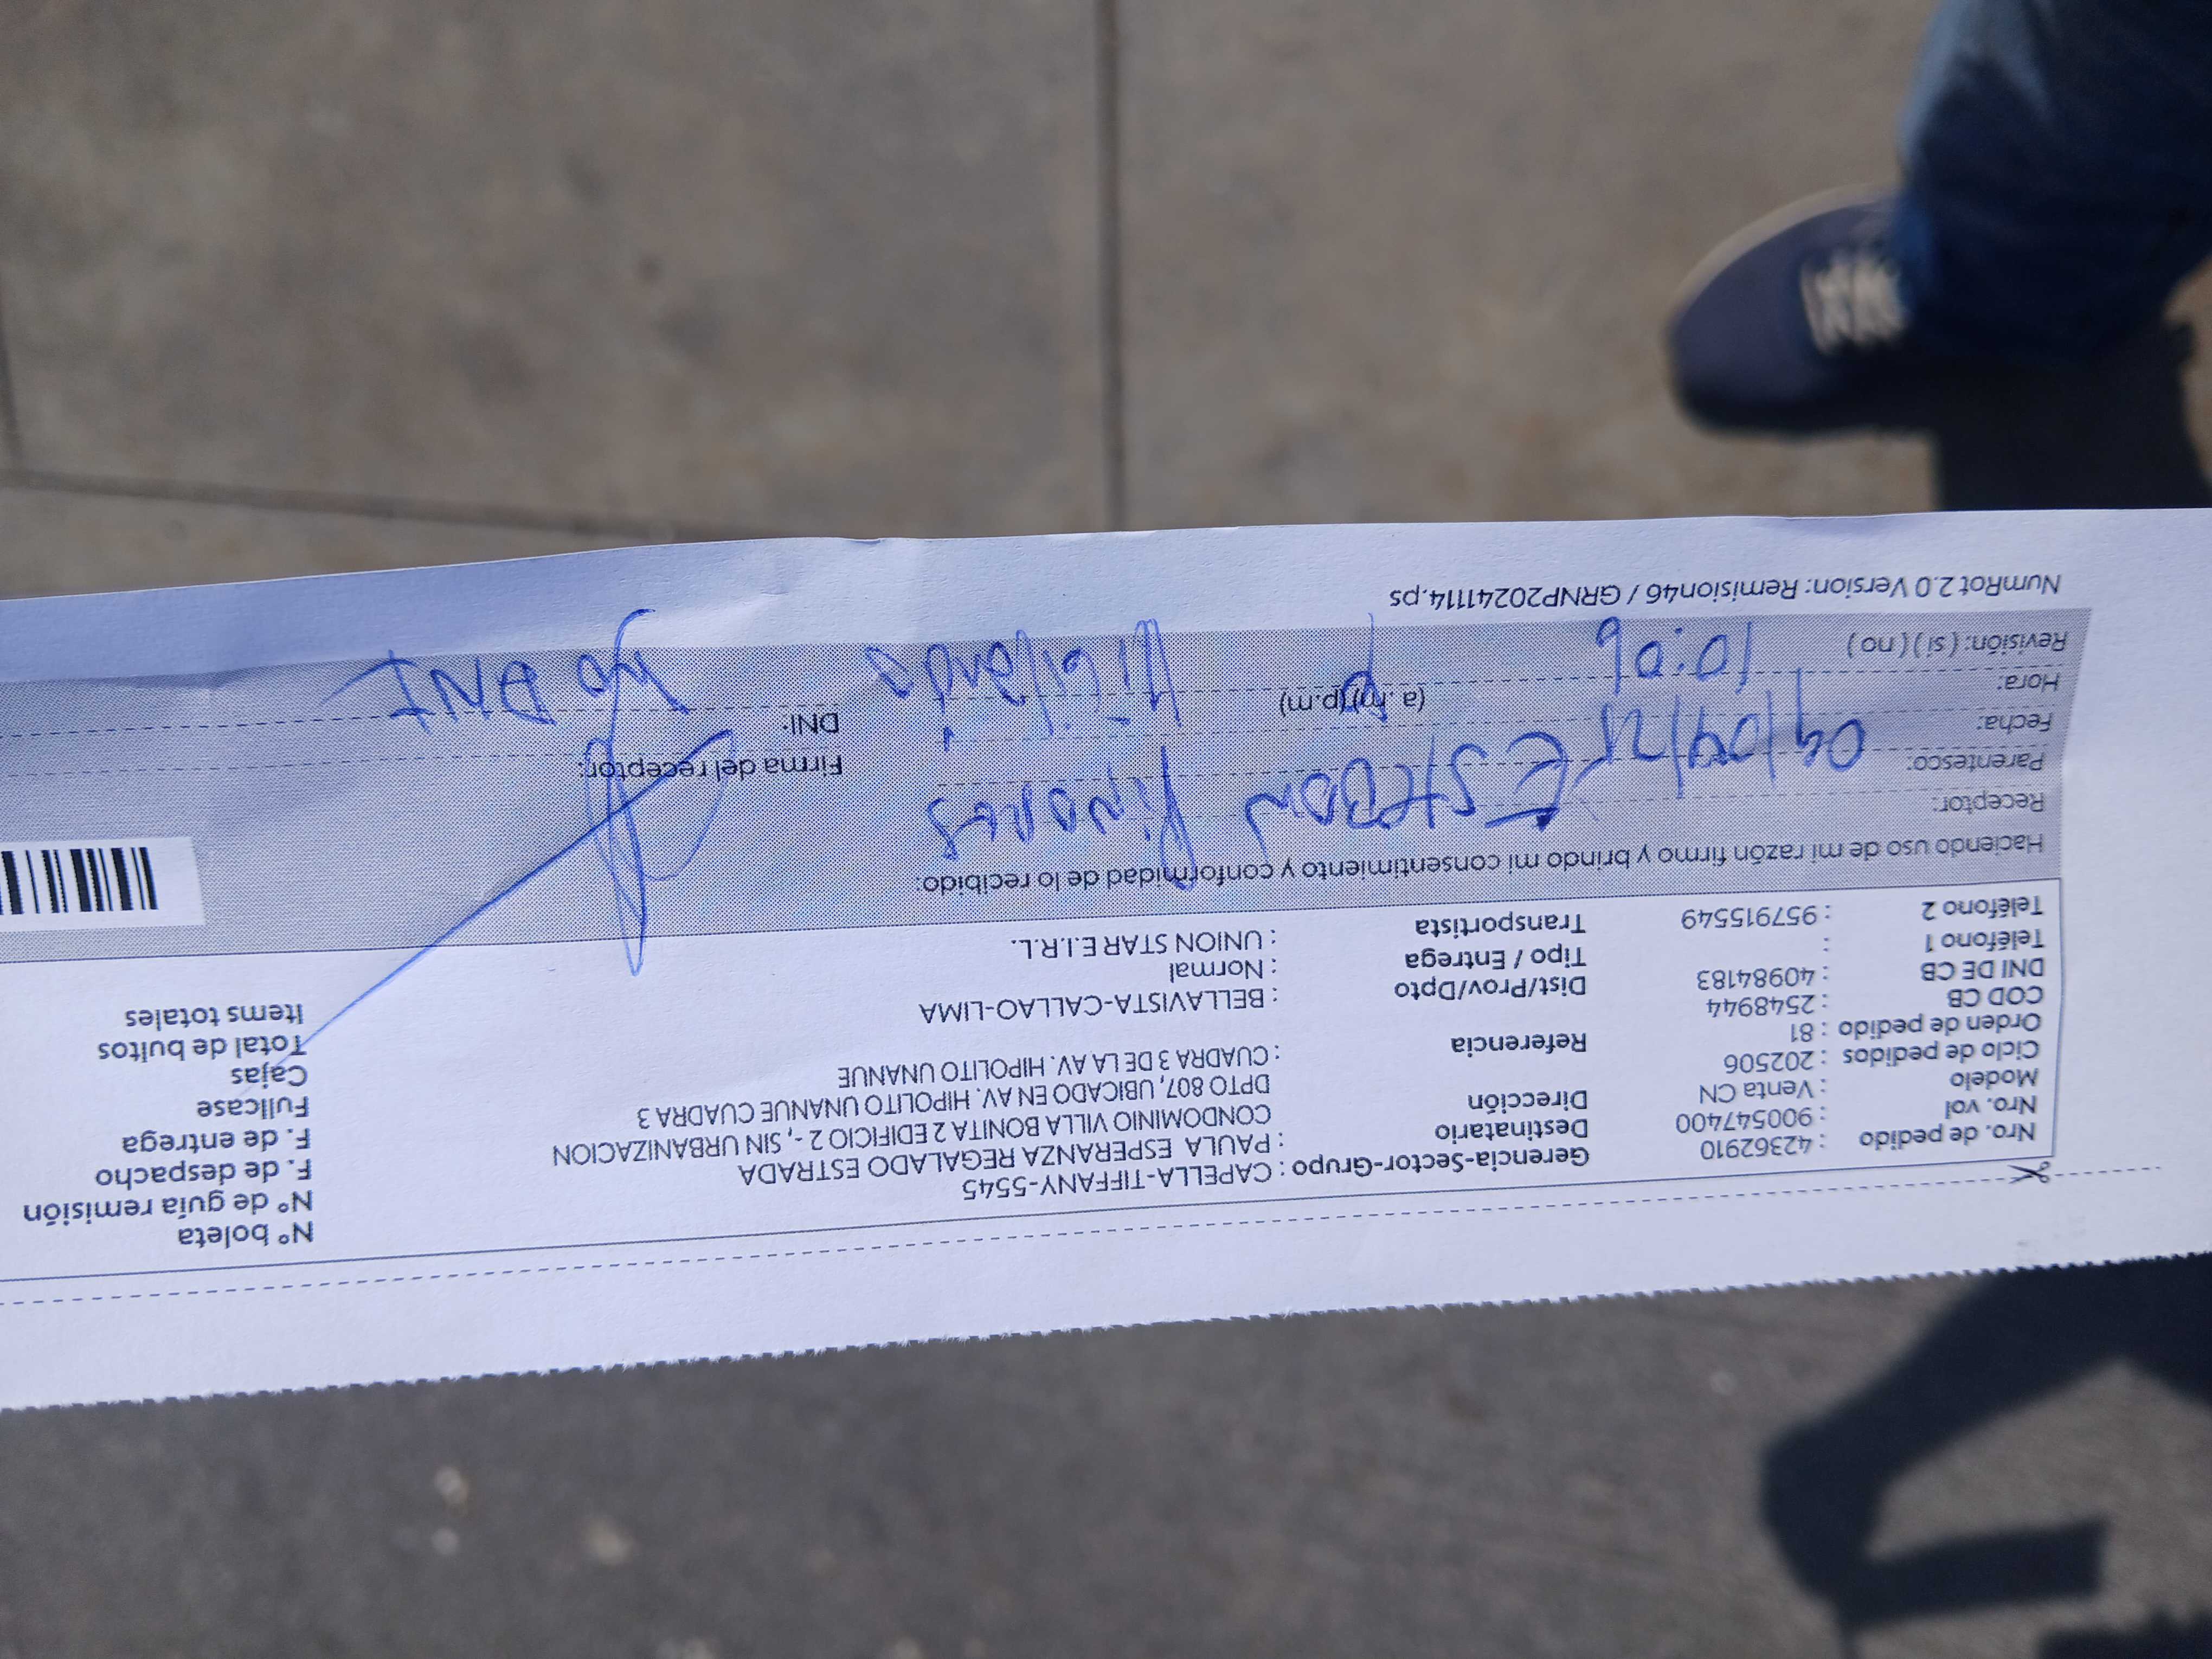 Nro. de pedido : 42362910
Nro. vol : 900547400
Modelo : Venta CN
Ciclo de pedidos : 202506
Orden de pedido : 81
COD CB : 2548944
DNI DE CB : 40984183
Teléfono 1 :
Teléfono 2 : 957915549
Gerencia-Sector-Grupo : CAPELLA-TIFFANY-5545
Destinatario : PAULA ESPERANZA REGALADO ESTRADA
Dirección CONDOMINIO VILLA BONITA 2 EDIFICIO 2 -, SIN URBANIZACION
DPTO 807, UBICADO EN AV. HIPOLITO UNANUE CUADRA 3
Referencia : CUADRA 3 DE LA AV. HIPOLITO UNANUE
Dist/Prov/Dpto : BELLAVISTA-CALLAO-LIMA
Tipo / Entrega : Normal
Transportista : UNION STAR E.I.R.L.
N° boleta
N° de guía remisión
F. de despacho
F. de entrega
Fullcase
Cajas
Total de bultos
Items totales
Haciendo uso de mi razón firmo y brindo mi consentimiento y conformidad de lo recibido:
Receptor: Esteban
Parentesco:
Fecha: 09/04/25
Hora: 10:06 (a.m)(p.m)
Revisión: ( si ) ( no )
Firma del receptor:
DNI: No DNI
NumRot 2.0 Version: Remision46 / GRNP20241114.ps